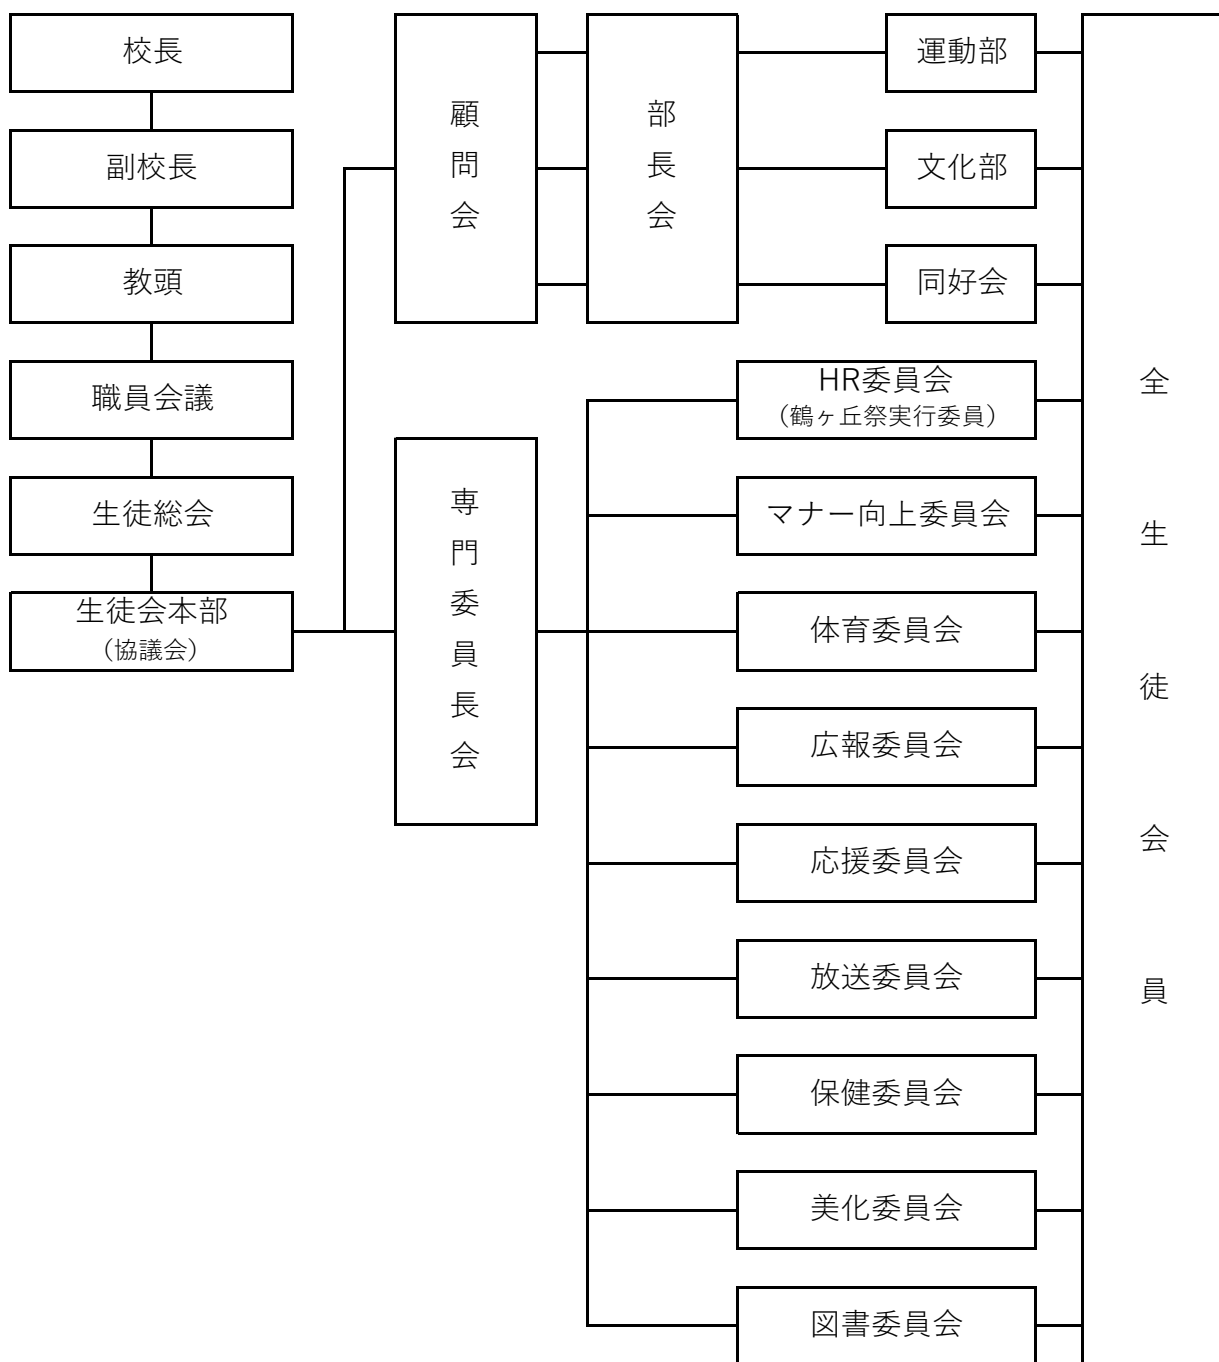 校長
副校長
教頭
職員会議
生徒総会
生徒会本部
（協議会）
顧問会
専門委員長会
部長会
運動部
文化部
同好会
HR委員会
（鶴ヶ丘祭実行委員）
マナー向上委員会
体育委員会
広報委員会
応援委員会
放送委員会
保健委員会
美化委員会
図書委員会
全生徒会員